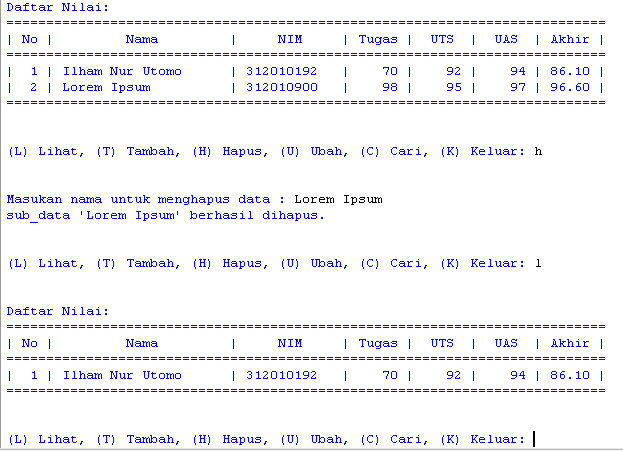 Daftar Nilai:
==========================================================================
| No |         Nama         |     NIM     | Tugas |  UTS  |  UAS  | Akhir |
==========================================================================
|  1 | Ilham Nur Utomo      | 312010192   |    70 |    92 |    94 | 86.10 |
|  2 | Lorem Ipsum          | 312010900   |    98 |    95 |    97 | 96.60 |
==========================================================================
(L) Lihat, (T) Tambah, (H) Hapus, (U) Ubah, (C) Cari, (K) Keluar: h
Masukan nama untuk menghapus data : Lorem Ipsum
sub_data 'Lorem Ipsum' berhasil dihapus.
(L) Lihat, (T) Tambah, (H) Hapus, (U) Ubah, (C) Cari, (K) Keluar: l
Daftar Nilai:
==========================================================================
| No |         Nama         |     NIM     | Tugas |  UTS  |  UAS  | Akhir |
==========================================================================
|  1 | Ilham Nur Utomo      | 312010192   |    70 |    92 |    94 | 86.10 |
==========================================================================
(L) Lihat, (T) Tambah, (H) Hapus, (U) Ubah, (C) Cari, (K) Keluar: